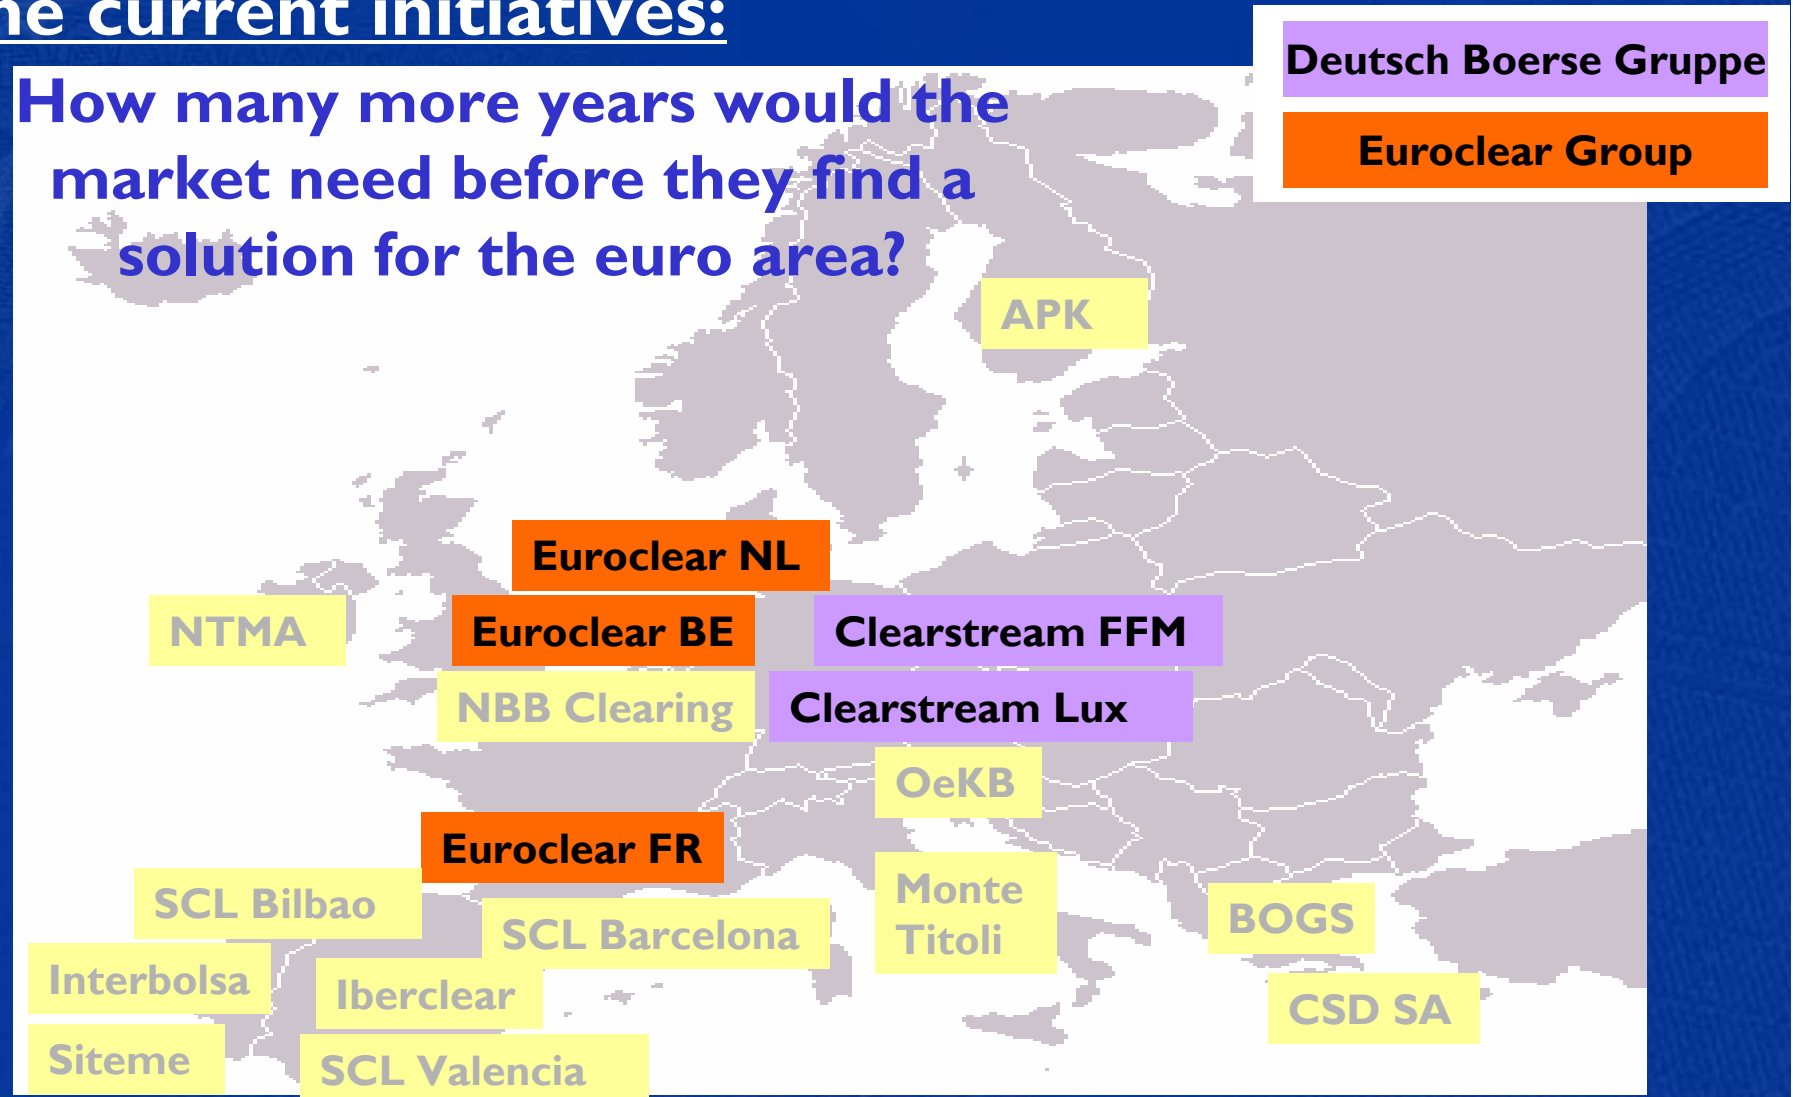 ne current initiatives:
Deutsch Boerse Gruppe
Euroclear Group
How many more years would the
market need before they find a
solution for the euro area?
APK
Euroclear NL
NTMA
Euroclear BE
Clearstream FFM
NBB Clearing
Clearstream Lux
OeKB
Euroclear FR
SCL Bilbao
SCL Barcelona
Monte
Titoli
BOGS
Interbolsa
Iberclear
CSD SA
Siteme
SCL Valencia